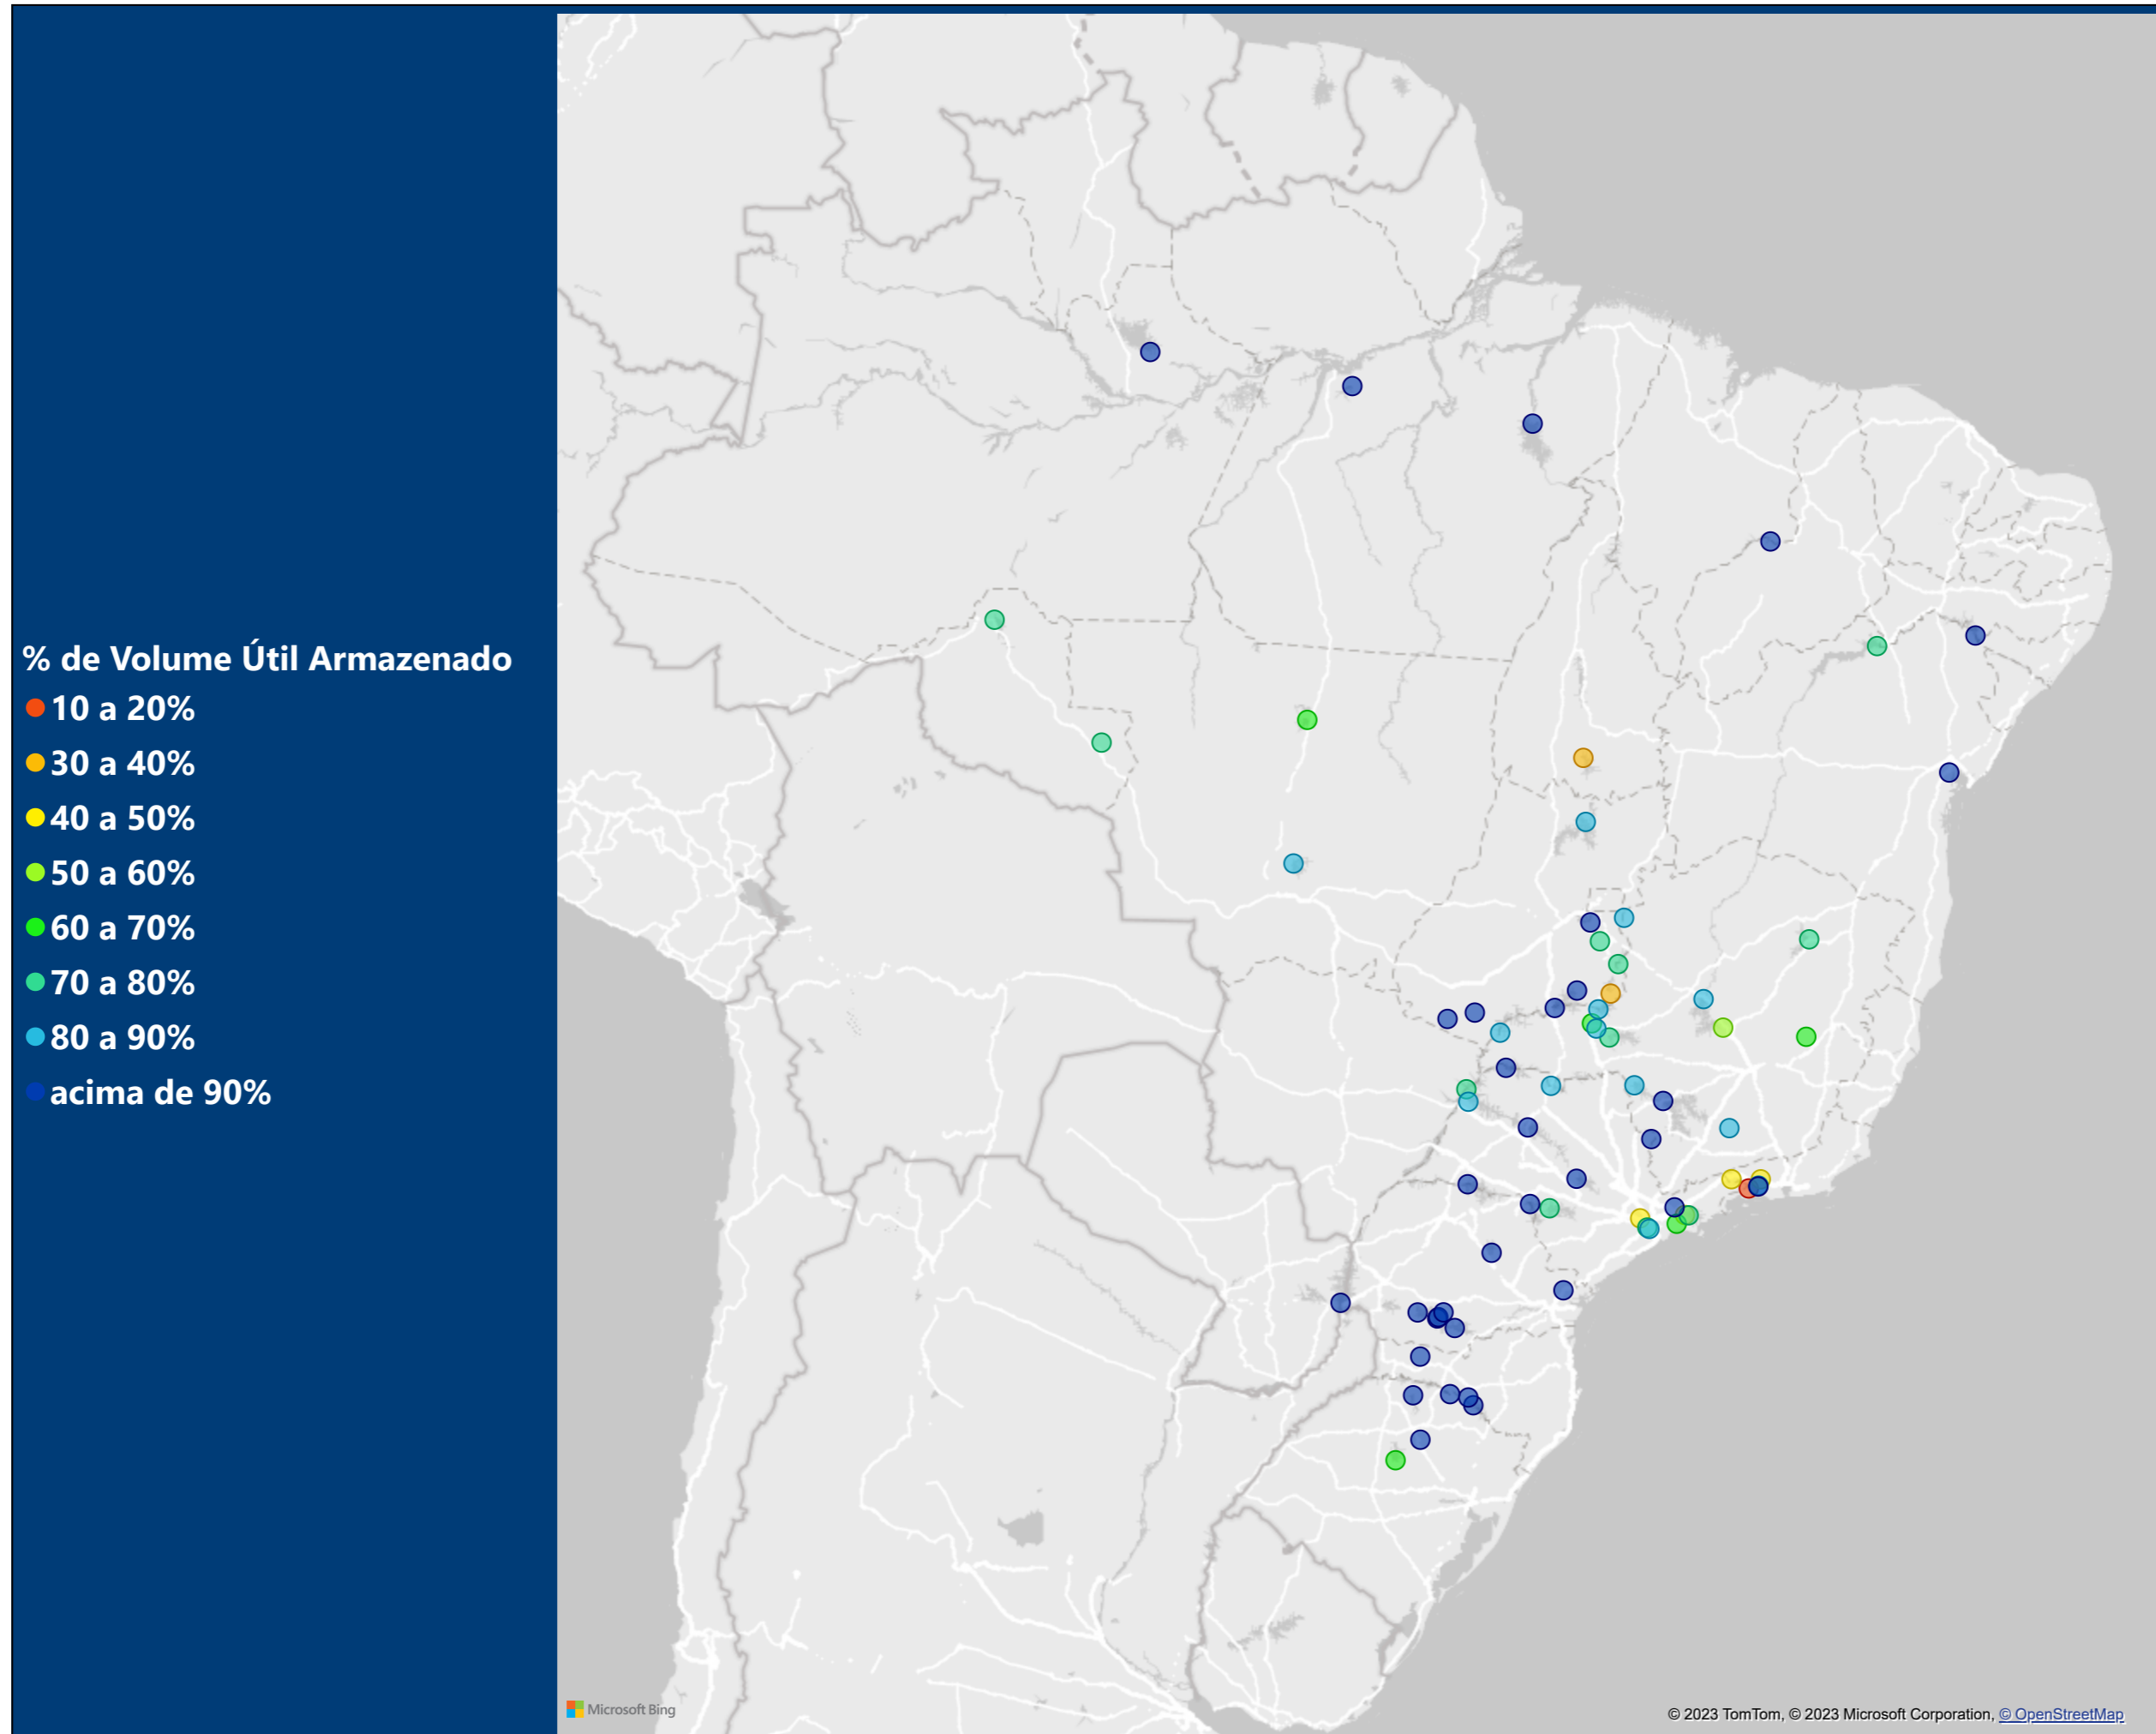 % de Volume Útil Armazenado
10 a 20%
30 a 40%
40 a 50%
50 a 60%
60 a 70%
70 a 80%
80 a 90%
acima de 90%
Microsoft Bing
© 2023 TomTom, © 2023 Microsoft Corporation, © OpenStreetMap